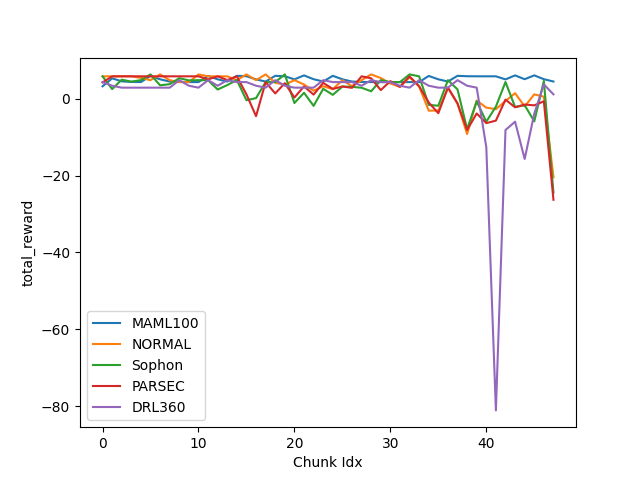 0
−20
−40
−60
−80
total_reward
MAML100
NORMAL
Sophon
PARSEC
DRL360
0
10
20
30
40
Chunk Idx